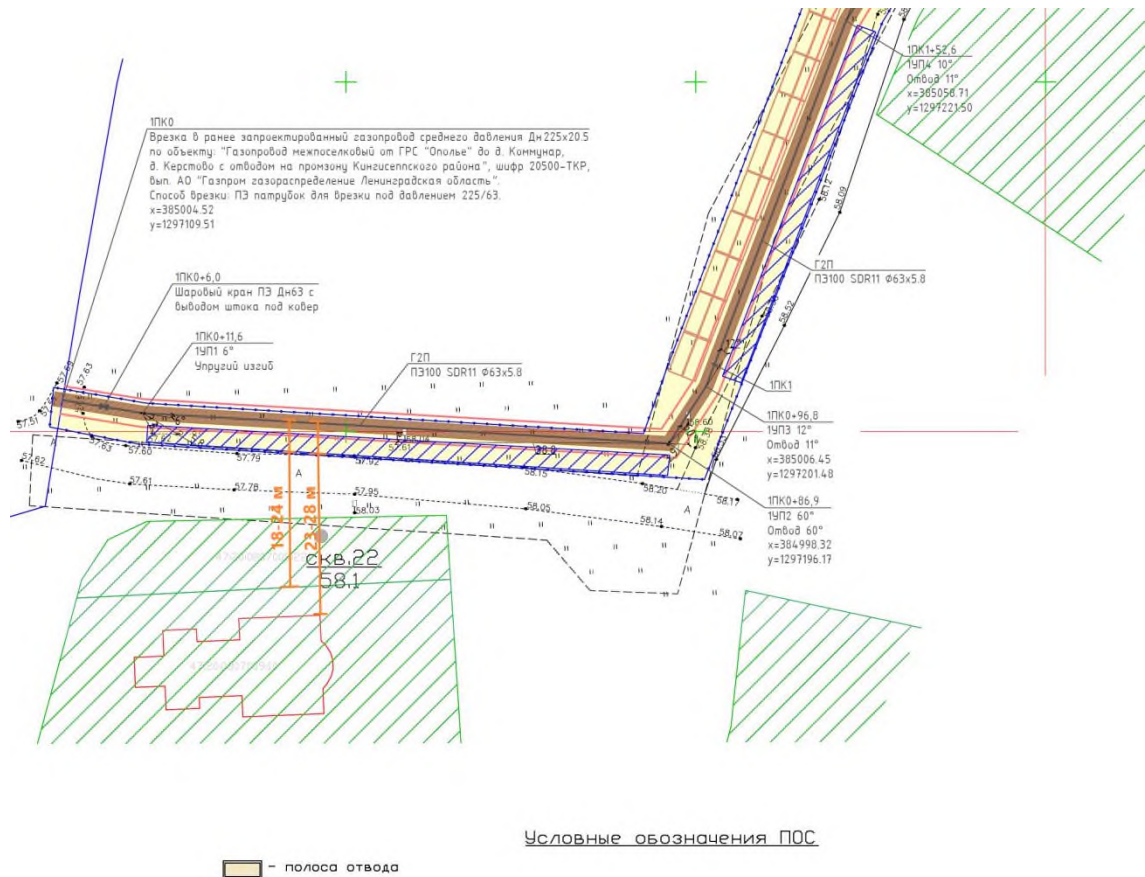 1ПК1+52,6
1УП4 10°
Отвод 11°
x=385058.71
y=1297221.50
1ПК0
Врезка в ранее запроектированный газопровод среднего давления Дн225х20.5
по объекту: "Газопровод межпоселковый от ГРС "Ополье" до д. Коммунар,
д. Керстово с отводом на промзону Кингисеппского района", шифр 20500-ТКР,
вып. АО "Газпром газораспределение Ленинградская область".
Способ врезки: ПЭ патрубок для врезки под давлением 225/63.
x=385004.52
y=1297109.51
58.12
58.09
Г2П
ПЭ100 SDR11 Ф63х5.8
1ПК0+6,0
Шаровый кран ПЭ Дн63 с
выводом штока под ковер
58.52
1ПК0+11,6
1УП1 6°
Упругий изгиб
Г2П
ПЭ100 SDR11 Ф63х5.8
1ПК1
57.63
57.51
1ПК0+96,8
1УП3 12°
Отвод 11°
x=385006.45
y=1297201.48
57.62
57.63
57.60
57.79
57.92
58.15
58.20
58.17
57.61
57.78
57.95
58.03
58.05
58.14
58.07
А
А
А
1ПК0+86,9
1УП2 60°
Отвод 60°
x=384998.32
y=1297196.17
18-24 м
23-28 м
скв.22
58.1
Условные обозначения ПОС
- полоса отвода